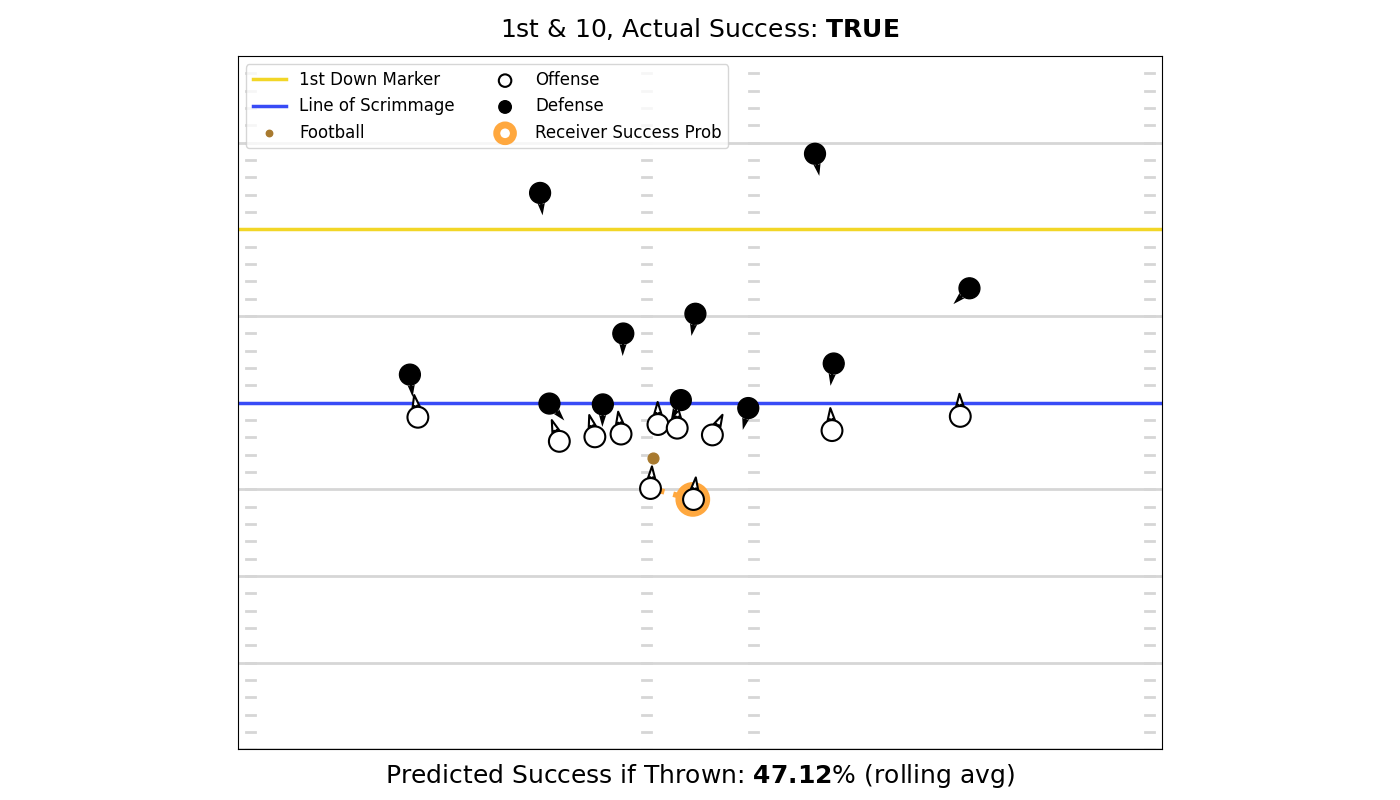 1st & 10, Actual Success: TRUE
1st Down Marker
Line of Scrimmage
Football
Offense
Defense
Receiver Success Prob
Predicted Success if Thrown: 47.12% (rolling avg)